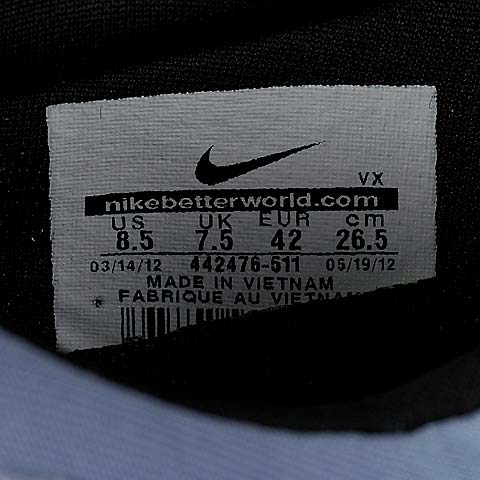 VX
nikebetterworld.com
US UK EUR cm
8.5 7.5 42 26.5
03/14/12 442476-511 05/19/12
MADE IN VIETNAM
FABRIQUE AU VIETNAM